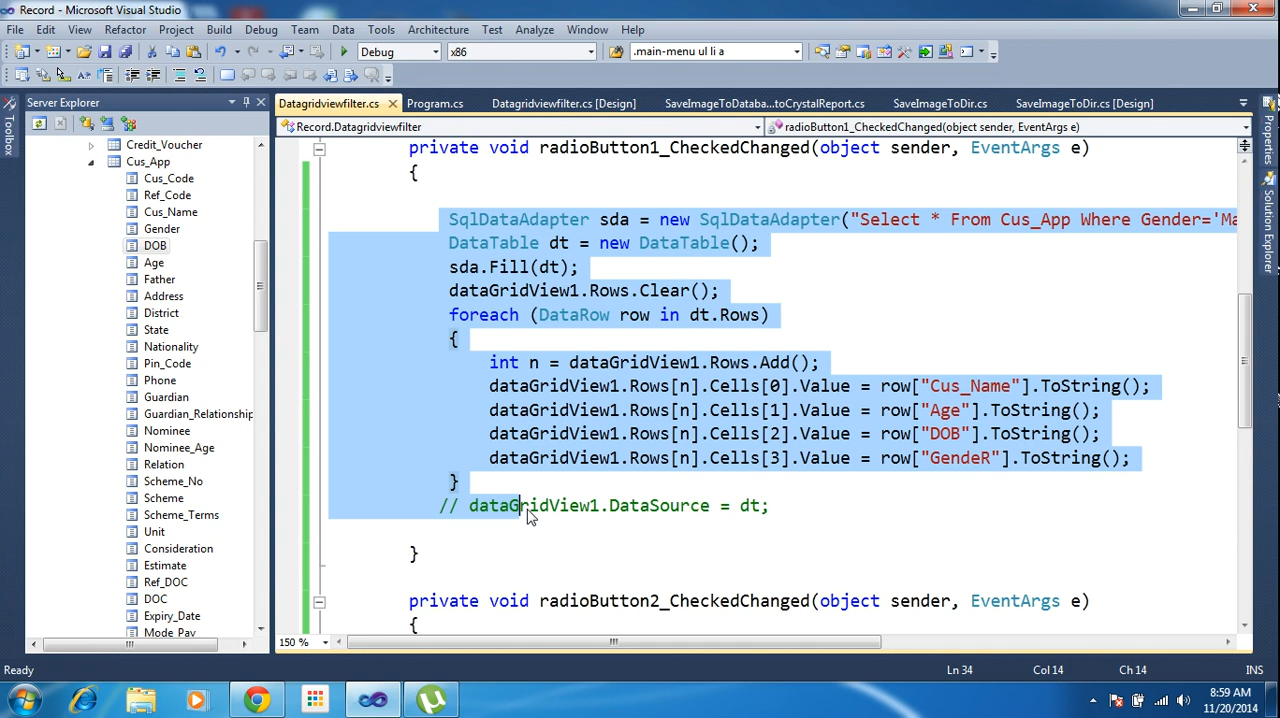 Record - Microsoft Visual Studio
File Edit View Refactor Project Build Debug Team Data Tools Architecture Test Analyze Window Help
Debug x86 .main-menu ul li a
Server Explorer
Datagridviewfilter.cs Program.cs Datagridviewfilter.cs [Design] SaveImageToDataba...toCrystalReport.cs SaveImageToDir.cs SaveImageToDir.cs [Design]
Record.Datagridviewfilter radioButton1_CheckedChanged(object sender, EventArgs e)
Toolbox
Credit_Voucher
Cus_App
Cus_Code
Ref_Code
Cus_Name
Gender
DOB
Age
Father
Address
District
State
Nationality
Pin_Code
Phone
Guardian
Guardian_Relationship
Nominee
Nominee_Age
Relation
Scheme_No
Scheme
Scheme_Terms
Unit
Consideration
Estimate
Ref_DOC
DOC
Expiry_Date
Mode_Pay
private void radioButton1_CheckedChanged(object sender, EventArgs e)
{
SqlDataAdapter sda = new SqlDataAdapter("Select * From Cus_App Where Gender='Ma
DataTable dt = new DataTable();
sda.Fill(dt);
dataGridView1.Rows.Clear();
foreach (DataRow row in dt.Rows)
{
int n = dataGridView1.Rows.Add();
dataGridView1.Rows[n].Cells[0].Value = row["Cus_Name"].ToString();
dataGridView1.Rows[n].Cells[1].Value = row["Age"].ToString();
dataGridView1.Rows[n].Cells[2].Value = row["DOB"].ToString();
dataGridView1.Rows[n].Cells[3].Value = row["GendeR"].ToString();
}
// dataGridView1.DataSource = dt;
}
private void radioButton2_CheckedChanged(object sender, EventArgs e)
{
150 %
Properties
Solution Explorer
Ready Ln 34 Col 14 Ch 14 INS
8:59 AM
11/20/2014